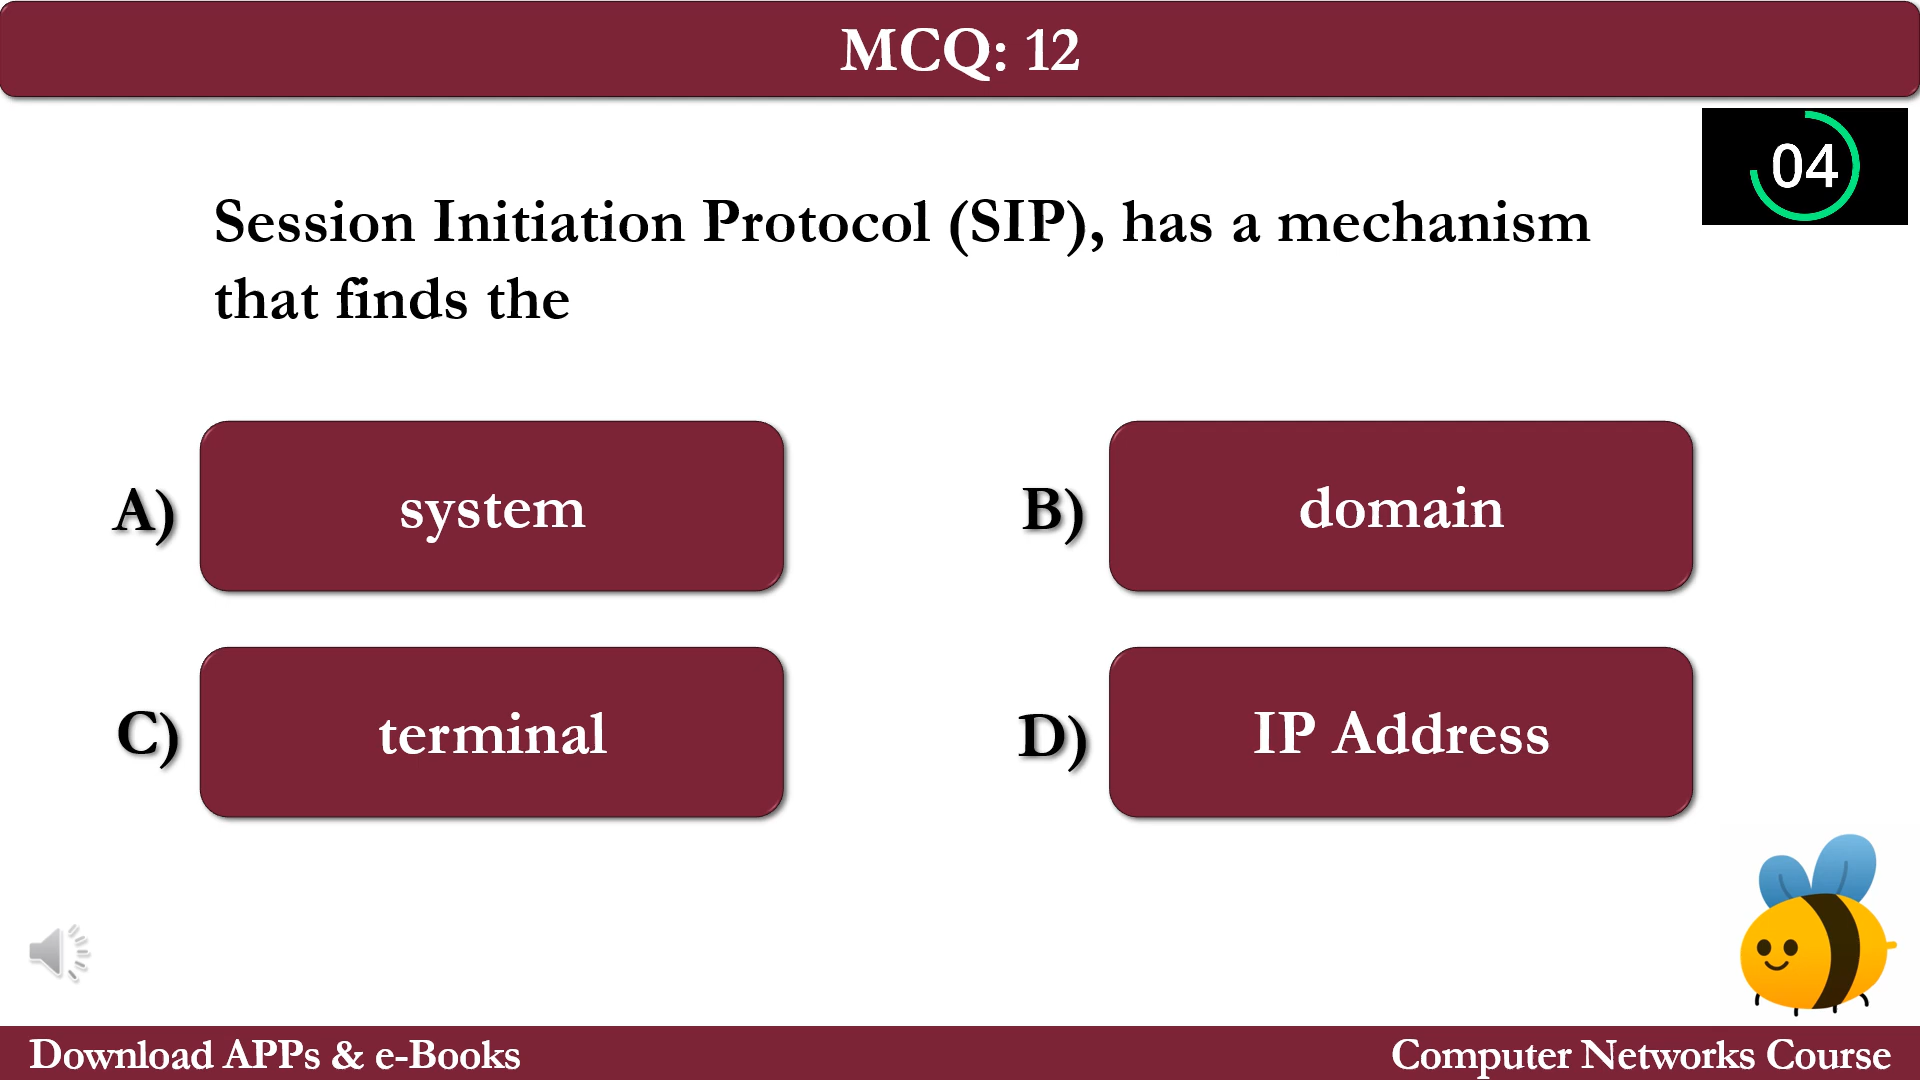 MCQ: 12
04
Session Initiation Protocol (SIP), has a mechanism
that finds the
A) system
B) domain
C) terminal
D) IP Address
Download APPs & e-Books
Computer Networks Course